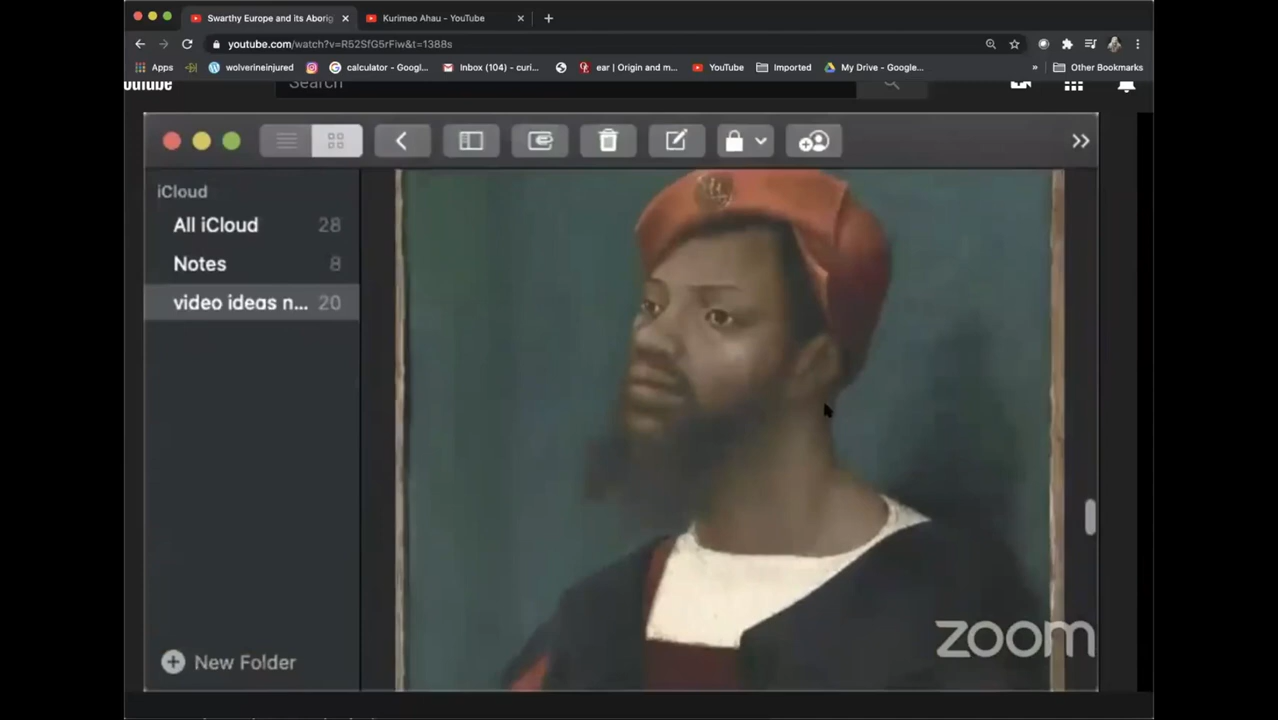 Swarthy Europe and its Aborig
Kurimeo Ahau - YouTube
youtube.com/watch?v=R52SfG5rFiw&t=1388s
Apps
wolverineinjured
calculator - Googl...
Inbox (104) - curi...
ear | Origin and m...
YouTube
Imported
My Drive - Google...
»
Other Bookmarks
Search
iCloud
All iCloud 28
Notes 8
video ideas n... 20
New Folder
zoom